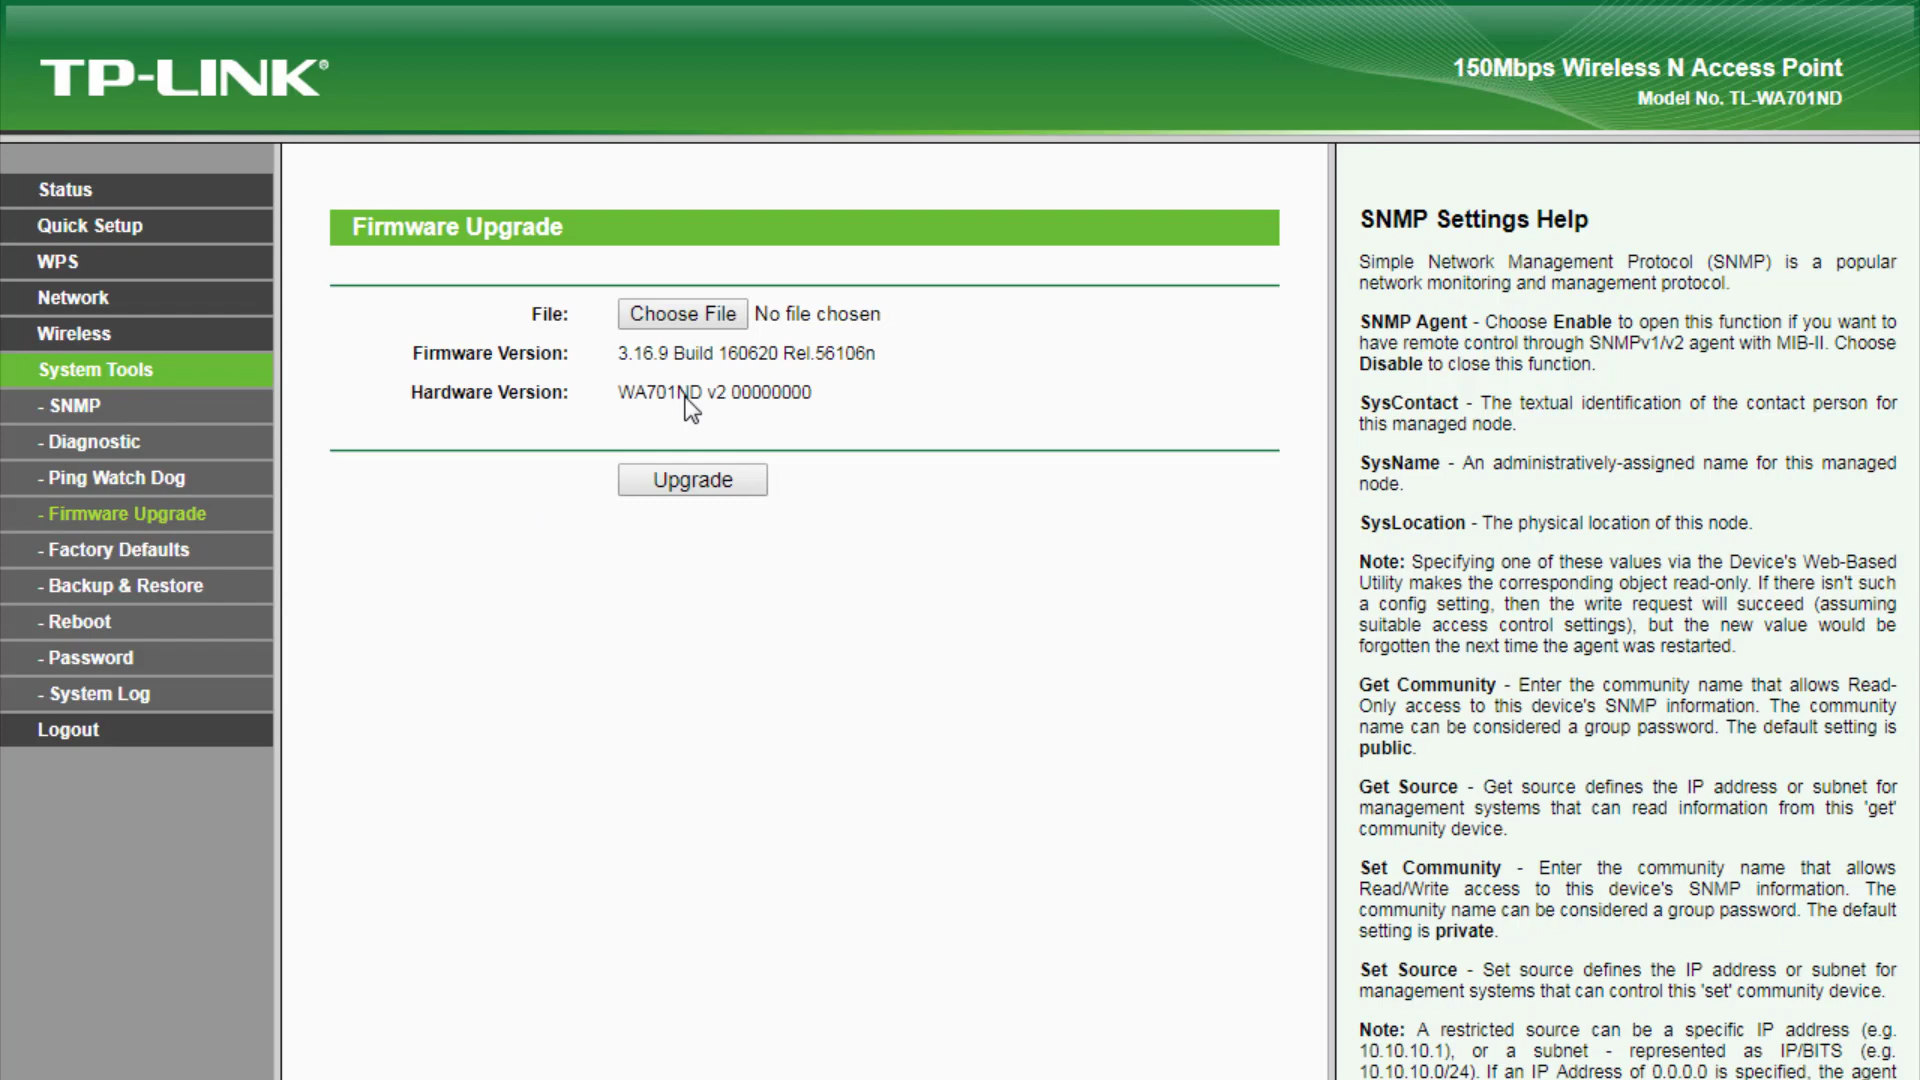 TP-LINK®
150Mbps Wireless N Access Point
Model No. TL-WA701ND
Status
Quick Setup
WPS
Network
Wireless
System Tools
- SNMP
- Diagnostic
- Ping Watch Dog
- Firmware Upgrade
- Factory Defaults
- Backup & Restore
- Reboot
- Password
- System Log
Logout
Firmware Upgrade
File: Choose File No file chosen
Firmware Version: 3.16.9 Build 160620 Rel.56106n
Hardware Version: WA701ND v2 00000000
Upgrade
SNMP Settings Help
Simple Network Management Protocol (SNMP) is a popular
network monitoring and management protocol.
SNMP Agent - Choose Enable to open this function if you want to
have remote control through SNMPv1/v2 agent with MIB-II. Choose
Disable to close this function.
SysContact - The textual identification of the contact person for
this managed node.
SysName - An administratively-assigned name for this managed
node.
SysLocation - The physical location of this node.
Note: Specifying one of these values via the Device's Web-Based
Utility makes the corresponding object read-only. If there isn't such
a config setting, then the write request will succeed (assuming
suitable access control settings), but the new value would be
forgotten the next time the agent was restarted.
Get Community - Enter the community name that allows Read-
Only access to this device's SNMP information. The community
name can be considered a group password. The default setting is
public.
Get Source - Get source defines the IP address or subnet for
management systems that can read information from this 'get'
community device.
Set Community - Enter the community name that allows
Read/Write access to this device's SNMP information. The
community name can be considered a group password. The default
setting is private.
Set Source - Set source defines the IP address or subnet for
management systems that can control this 'set' community device.
Note: A restricted source can be a specific IP address (e.g.
10.10.10.1), or a subnet - represented as IP/BITS (e.g.
10.10.10.0/24). If an IP Address of 0.0.0.0 is specified, the agent